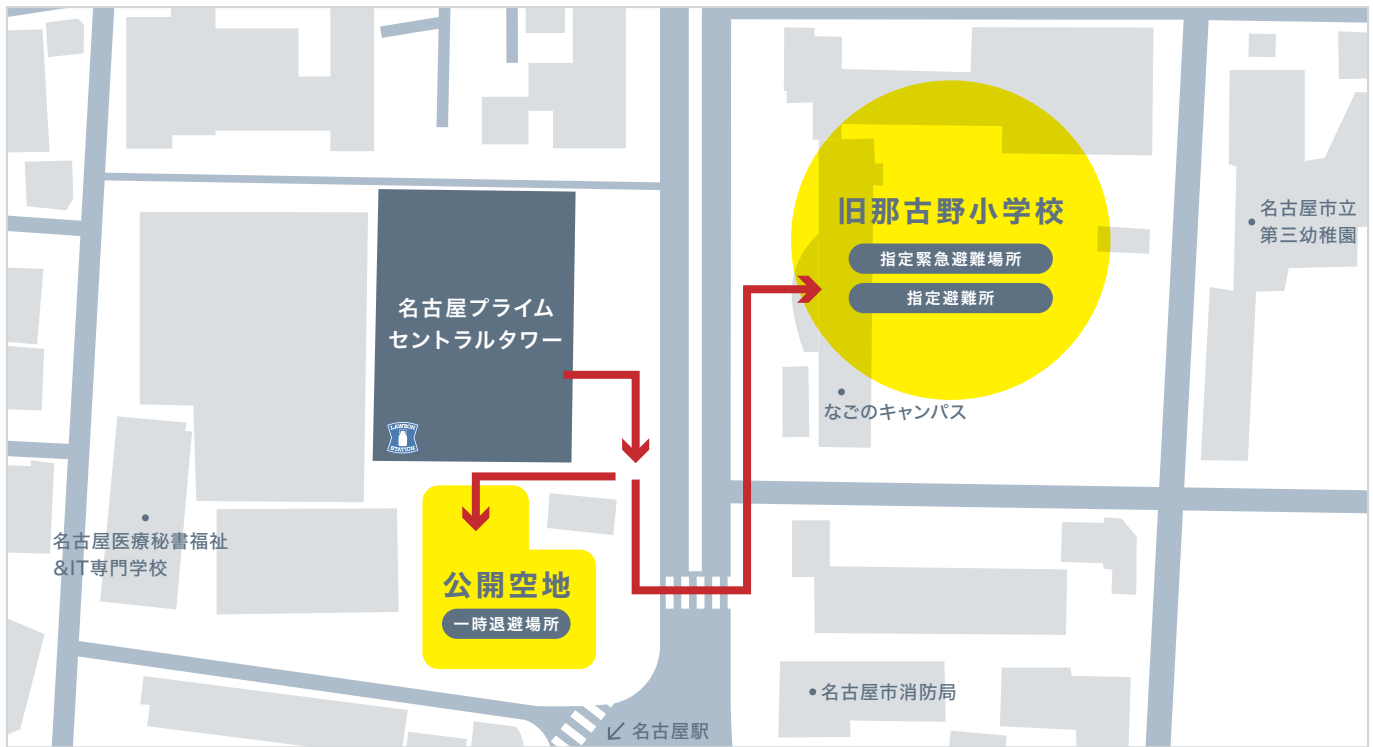 旧那古野小学校
指定緊急避難場所
指定避難所
名古屋市立
第三幼稚園
名古屋プライム
セントラルタワー
LAWSON
STATION
なごのキャンパス
名古屋医療秘書福祉
&IT専門学校
公開空地
一時退避場所
名古屋市消防局
名古屋駅